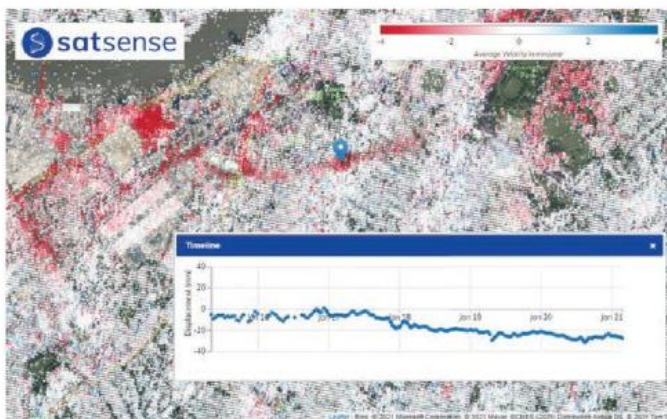 satsense
-4 -2 0 2 4
Average Velocity (mm/year)
Timeline ×
Displacement (mm)
40
20
0
-20
-40
Jan 18 Jan 19 Jan 20 Jan 21